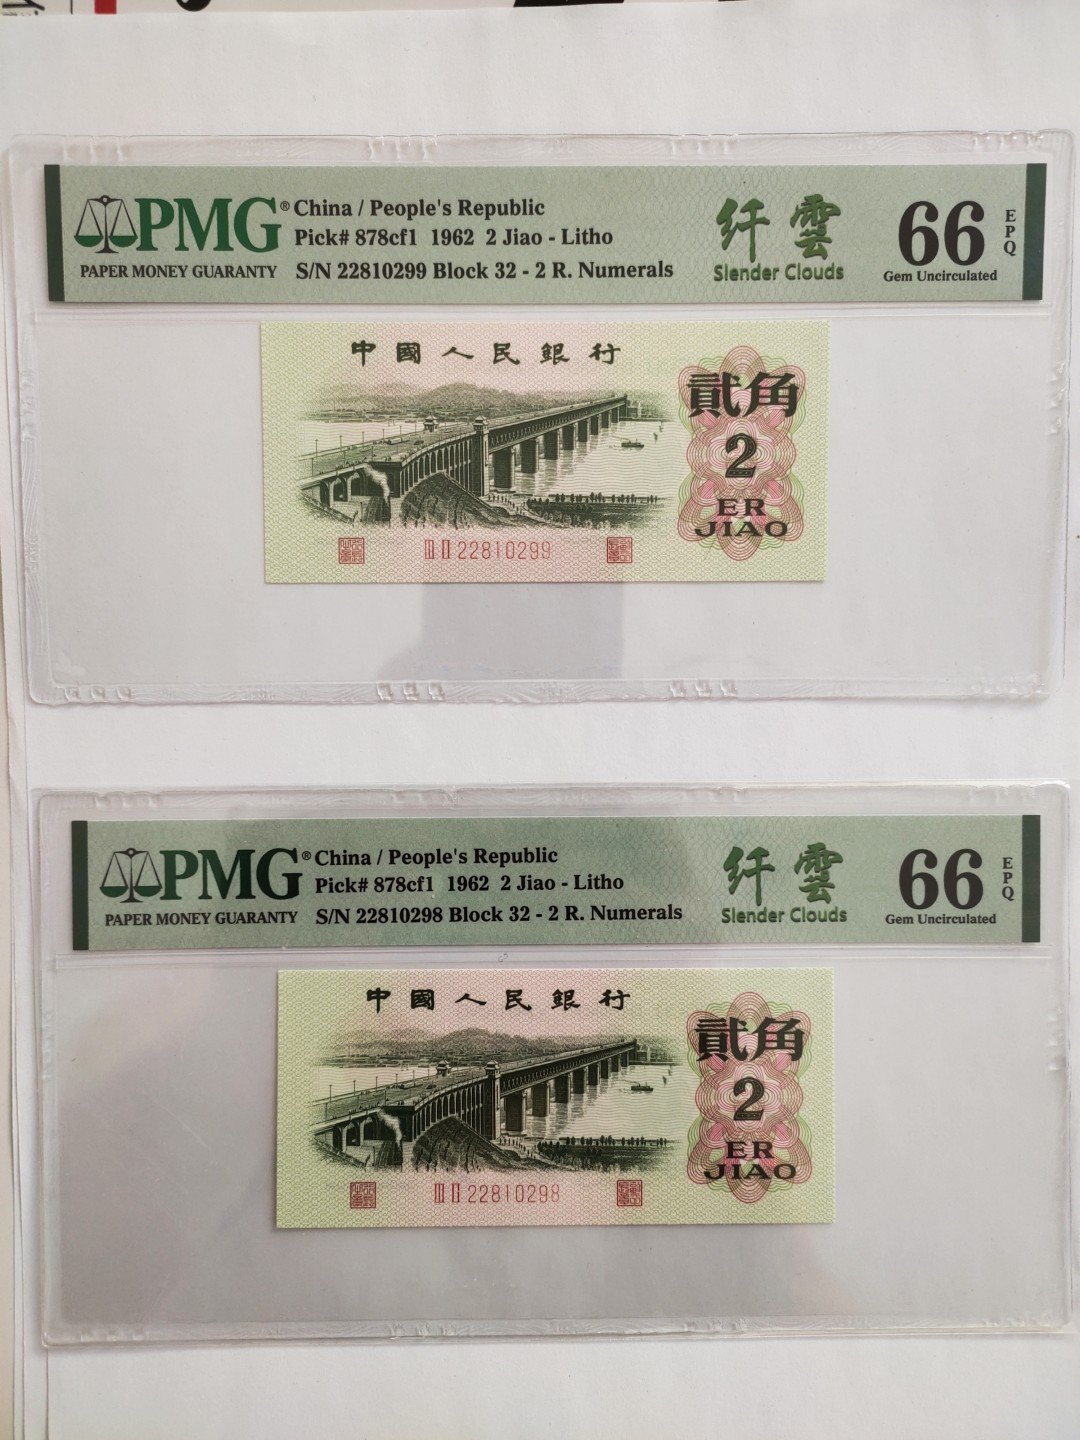 PMG®
PAPER MONEY GUARANTY
China / People's Republic
Pick# 878cf1 1962 2 Jiao - Litho
S/N 22810299 Block 32 - 2 R. Numerals
纤雲
Slender Clouds
66
EPQ
Gem Uncirculated
中國人民銀行
貳角
2
ER
JIAO
III II 22810299
PMG®
PAPER MONEY GUARANTY
China / People's Republic
Pick# 878cf1 1962 2 Jiao - Litho
S/N 22810298 Block 32 - 2 R. Numerals
纤雲
Slender Clouds
66
EPQ
Gem Uncirculated
中國人民銀行
貳角
2
ER
JIAO
III II 22810298